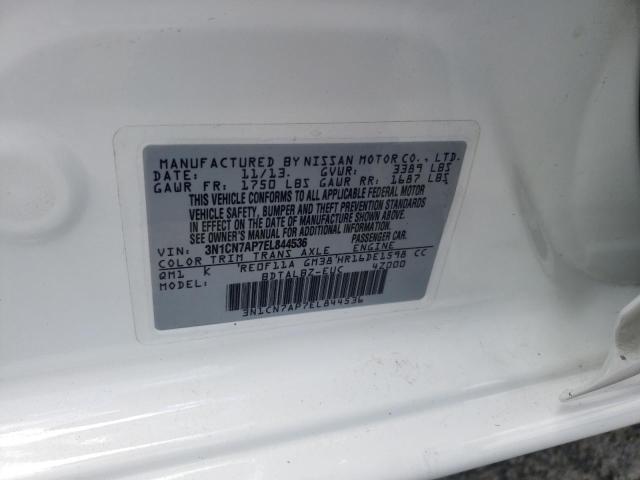 MANUFACTURED BY NISSAN MOTOR CO., LTD.
DATE: 11/13. GVWR: 3389 LBS
GAWR FR: 1750 LBS GAWR RR: 1687 LBS
THIS VEHICLE CONFORMS TO ALL APPLICABLE FEDERAL MOTOR
VEHICLE SAFETY, BUMPER AND THEFT PREVENTION STANDARDS
IN EFFECT ON THE DATE OF MANUFACTURE SHOWN ABOVE.
SEE OWNER'S MANUAL PASSENGER CAR
VIN: 3N1CN7AP7EL844536
COLOR TRIM TRANS AXLE ENGINE
QM1 K RE0F11A GM38 HR16DE1598 CC
MODEL: BDTALBZ-EUC 4Z000
3N1CN7AP7EL844536